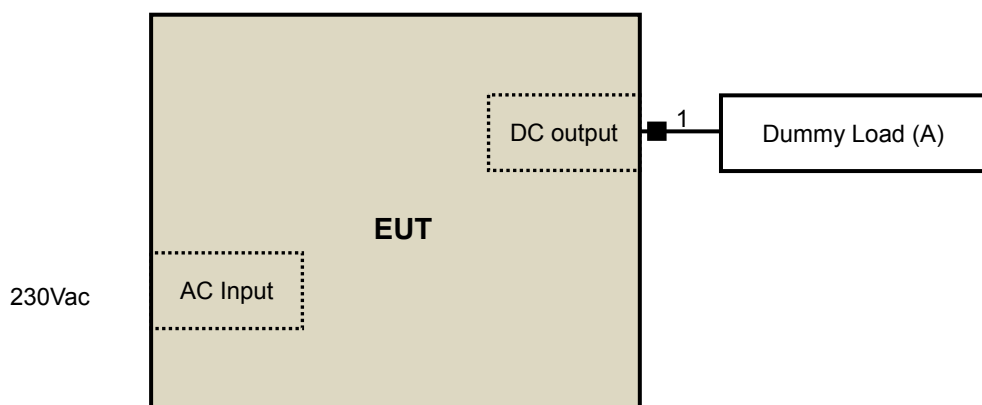 DC output
1
Dummy Load (A)
EUT
AC Input
230Vac